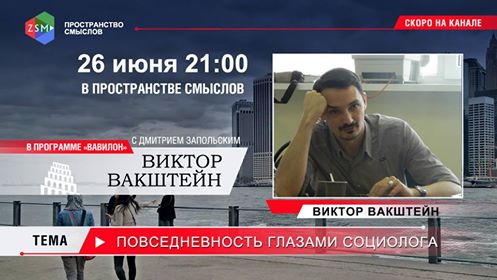 ZSM
ПРОСТРАНСТВО
СМЫСЛОВ
СКОРО НА КАНАЛЕ
26 июня 21:00
В ПРОСТРАНСТВЕ СМЫСЛОВ
В ПРОГРАММЕ «ВАВИЛОН»
С ДМИТРИЕМ ЗАПОЛЬСКИМ
ВИКТОР
ВАКШТЕЙН
ВИКТОР ВАКШТЕЙН
ТЕМА
ПОВСЕДНЕВНОСТЬ ГЛАЗАМИ СОЦИОЛОГА